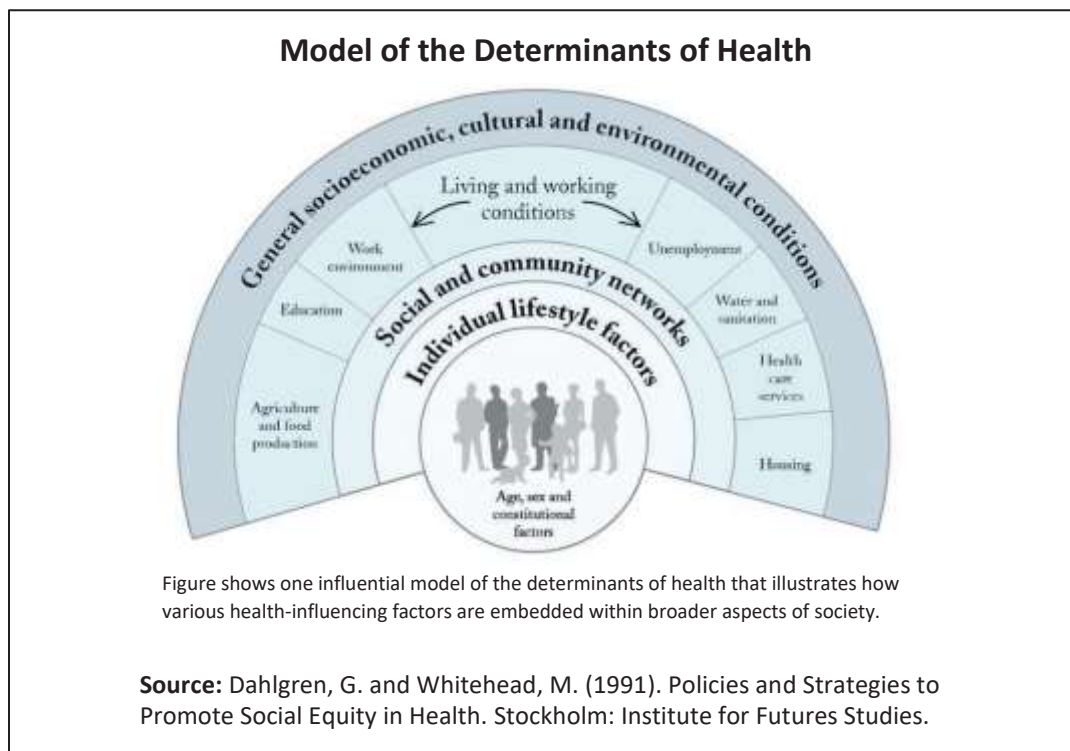 Model of the Determinants of Health
General socioeconomic, cultural and environmental conditions
Living and working
conditions
Work
environment
Unemployment
Education
Water and
sanitation
Agriculture
and food
production
Health
care
services
Housing
Social and community networks
Individual lifestyle factors
Age, sex and
constitutional
factors
Figure shows one influential model of the determinants of health that illustrates how
various health-influencing factors are embedded within broader aspects of society.
Source: Dahlgren, G. and Whitehead, M. (1991). Policies and Strategies to
Promote Social Equity in Health. Stockholm: Institute for Futures Studies.